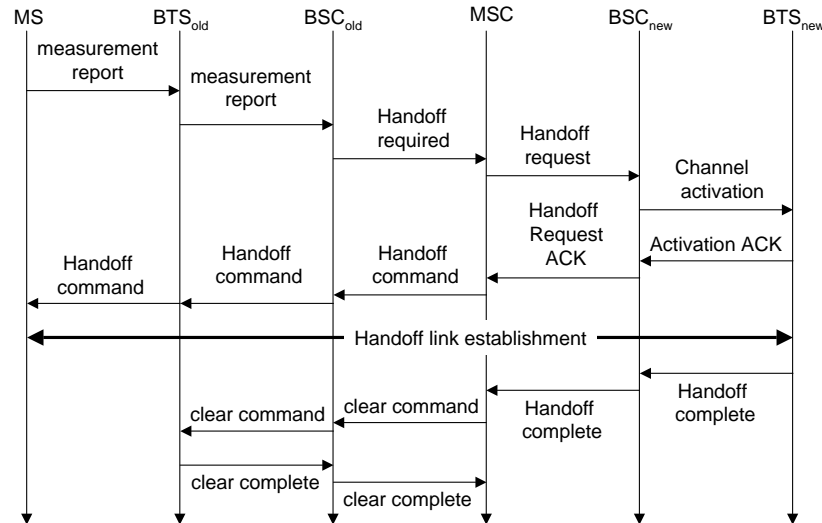 MS BTSold BSCold MSC BSCnew BTSnew
measurement
report
measurement
report
Handoff
required
Handoff
request
Channel
activation
Activation ACK
Handoff
Request
ACK
Handoff
command
Handoff
command
Handoff
command
Handoff link establishment
Handoff
complete
Handoff
complete
clear command
clear command
clear complete
clear complete